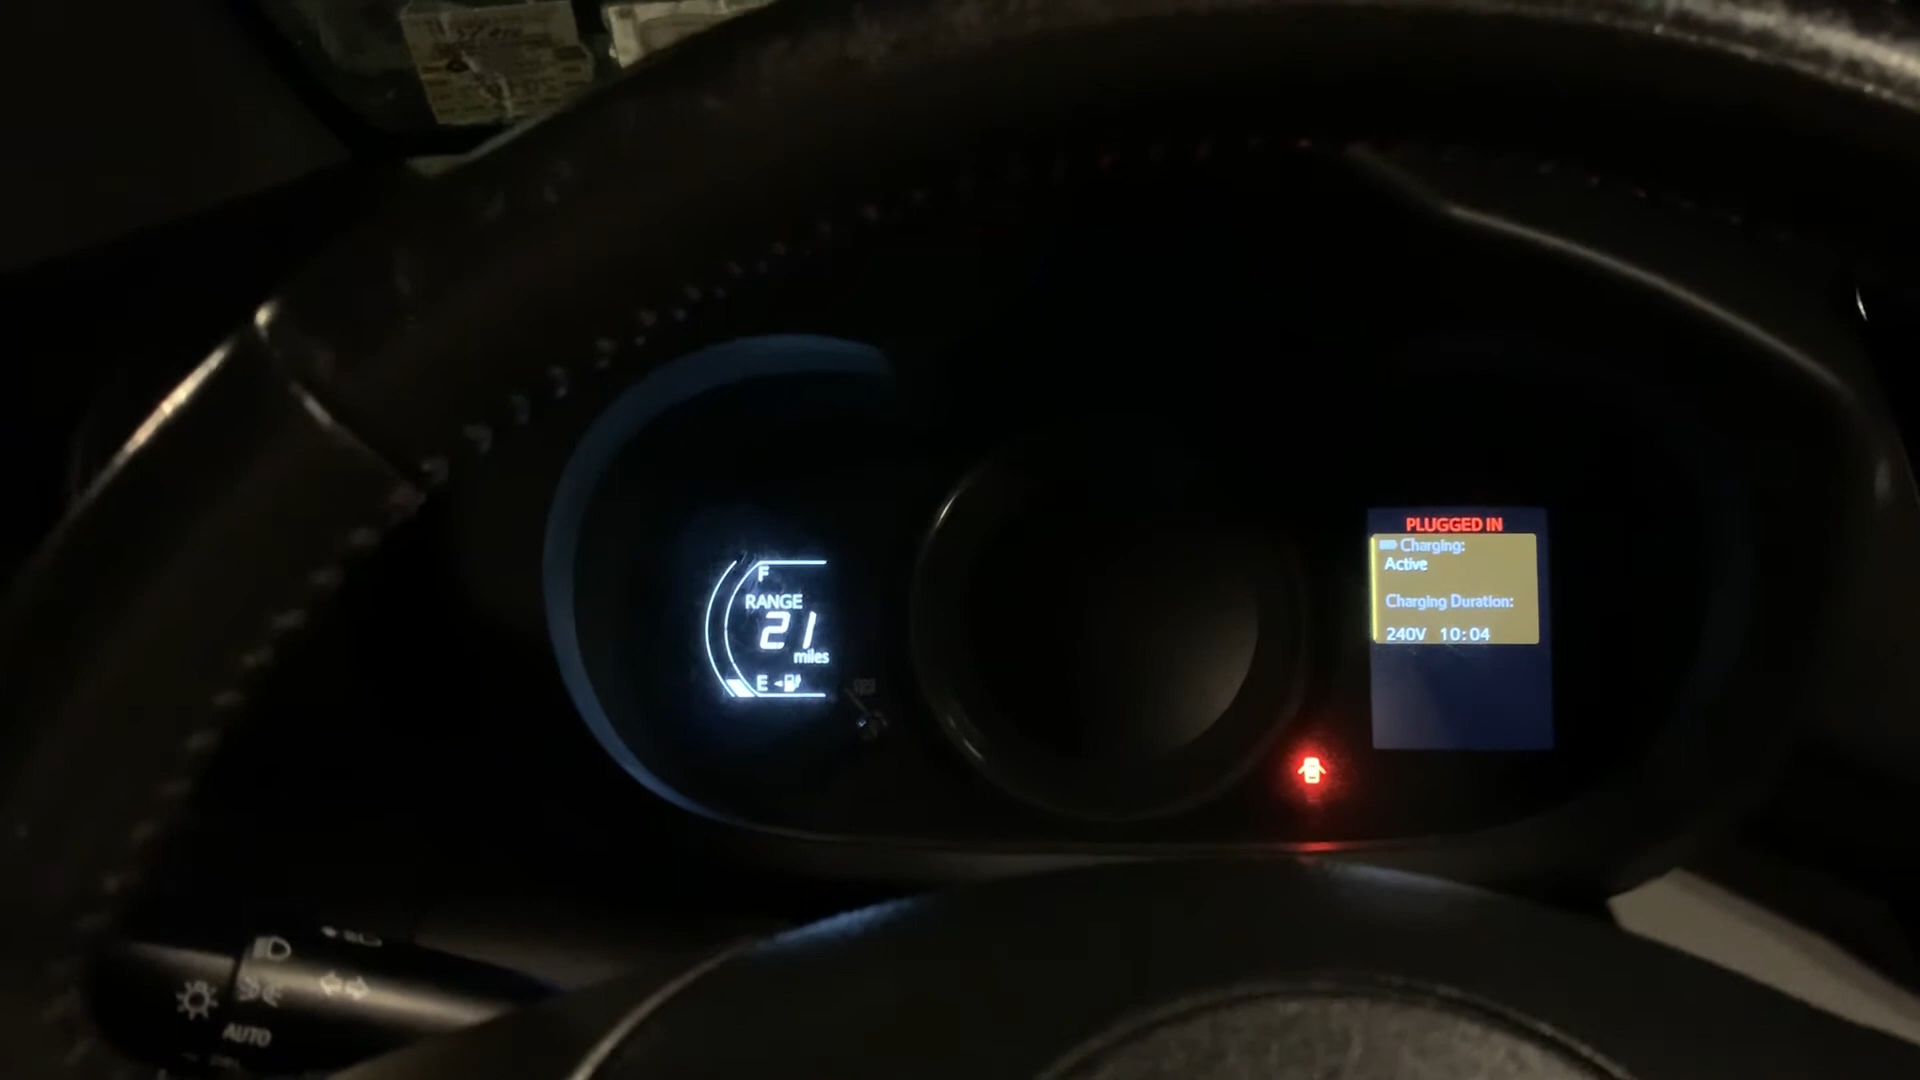 F
RANGE
21
miles
E
PLUGGED IN
Charging:
Active
Charging Duration:
240V 10:04
AUTO